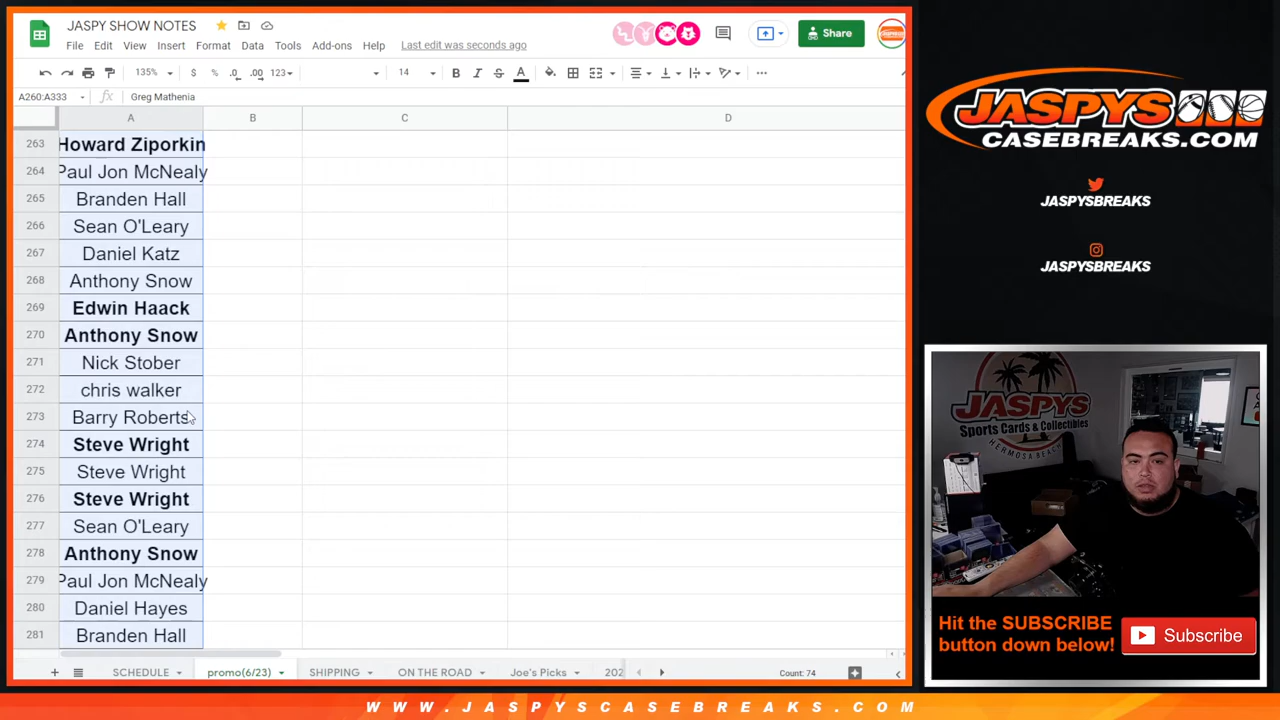 JASPY SHOW NOTES
File Edit View Insert Format Data Tools Add-ons Help Last edit was seconds ago
Share
135% $ % .0 .00 123 14 B I S A
A260:A333 fx Greg Mathenia
A B C D
263 Howard Ziporkin
264 Paul Jon McNealy
265 Branden Hall
266 Sean O'Leary
267 Daniel Katz
268 Anthony Snow
269 Edwin Haack
270 Anthony Snow
271 Nick Stober
272 chris walker
273 Barry Roberts
274 Steve Wright
275 Steve Wright
276 Steve Wright
277 Sean O'Leary
278 Anthony Snow
279 Paul Jon McNealy
280 Daniel Hayes
281 Branden Hall
SCHEDULE promo(6/23) SHIPPING ON THE ROAD Joe's Picks 202 Count: 74
JASPYS
CASEBREAKS.COM
JASPYSBREAKS
JASPYSBREAKS
JASPYS
Sports Cards & Collectibles
HERMOSA BEACH
Hit the SUBSCRIBE
button down below!
Subscribe
WWW.JASPYSCASEBREAKS.COM